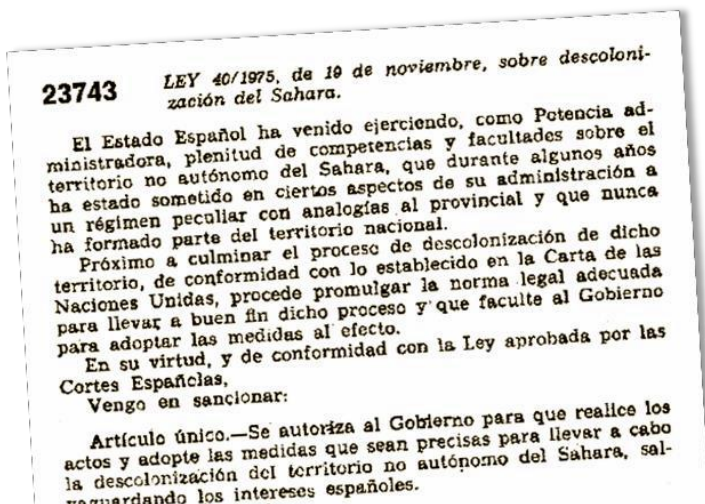 23743
LEY 40/1975, de 19 de noviembre, sobre descoloni-
zación del Sahara.
El Estado Español ha venido ejerciendo, como Potencia ad-
ministradora, plenitud de competencias y facultades sobre el
territorio no autónomo del Sahara, que durante algunos años
ha estado sometido en ciertos aspectos de su administración a
un régimen peculiar con analogías al provincial y que nunca
ha formado parte del territorio nacional.
Próximo a culminar el proceso de descolonización de dicho
territorio, de conformidad con lo establecido en la Carta de las
Naciones Unidas, procede promulgar la norma legal adecuada
para llevar a buen fin dicho proceso y que faculte al Gobierno
para adoptar las medidas al efecto.
En su virtud, y de conformidad con la Ley aprobada por las
Cortes Españolas,
Vengo en sancionar:
Artículo único.—Se autoriza al Gobierno para que realice los
actos y adopte las medidas que sean precisas para llevar a cabo
la descolonización del territorio no autónomo del Sahara, sal-
vaguardando los intereses españoles.